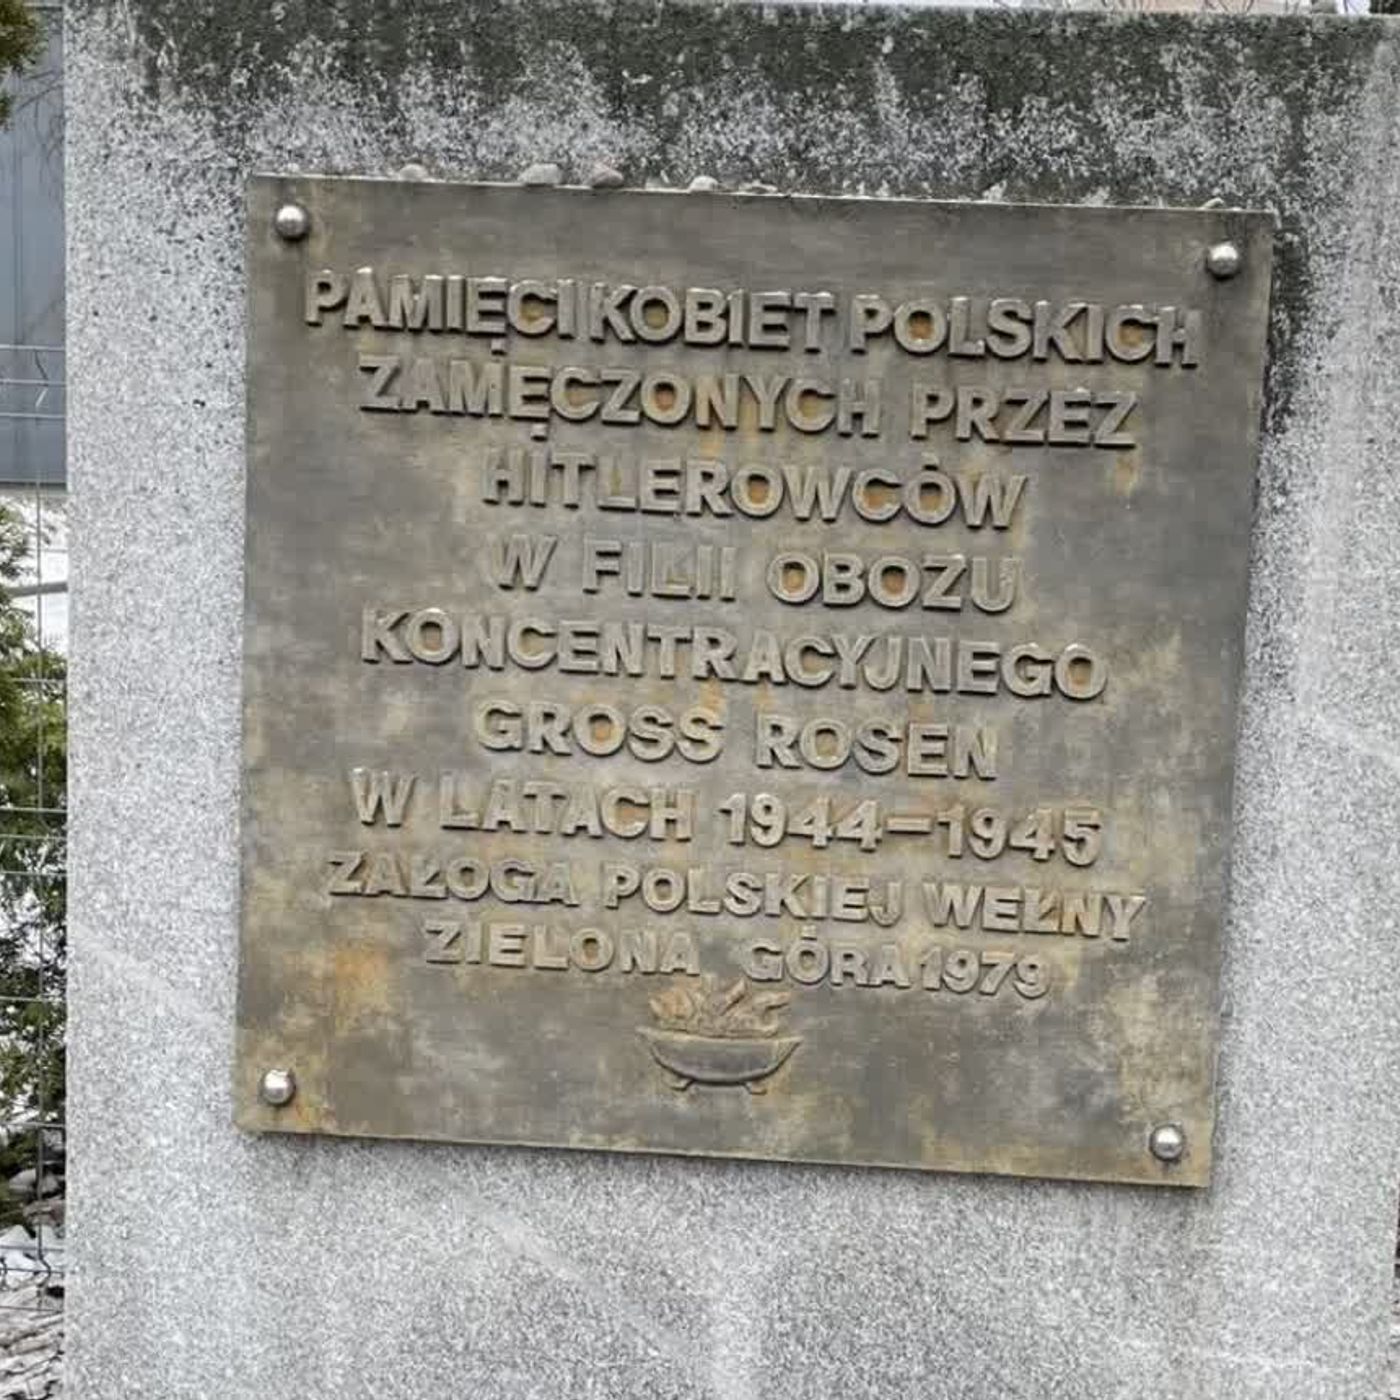 PAMIĘCI KOBIET POLSKICH
ZAMĘCZONYCH PRZEZ
HITLEROWCÓW
W FILII OBOZU
KONCENTRACYJNEGO
GROSS ROSEN
W LATACH 1944-1945
ZAŁOGA POLSKIEJ WEŁNY
ZIELONA GÓRA 1979